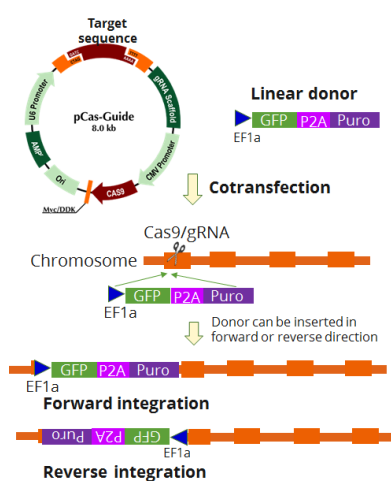 Target
sequence
U6 Promoter
gRNA Scaffold
pCas-Guide
8.0 kb
AMP
CMV Promoter
Ori
CAS9
Myc/DDK
Linear donor
GFP P2A Puro
EF1a
Cotransfection
Cas9/gRNA
Chromosome
GFP P2A Puro
EF1a
Donor can be inserted in
forward or reverse direction
GFP P2A Puro
EF1a
Forward integration
Puro P2A GFP
EF1a
Reverse integration